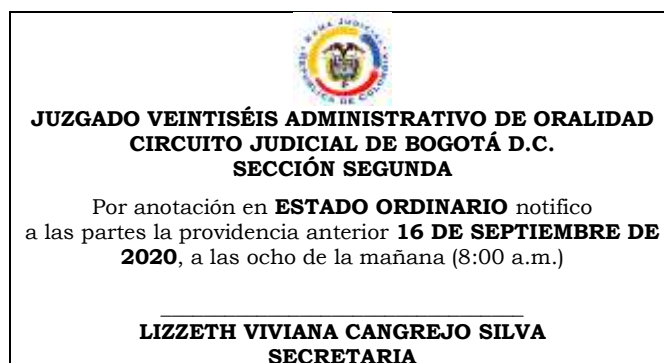 JUZGADO VEINTISÉIS ADMINISTRATIVO DE ORALIDAD
CIRCUITO JUDICIAL DE BOGOTÁ D.C.
SECCIÓN SEGUNDA
Por anotación en ESTADO ORDINARIO notifico
a las partes la providencia anterior 16 DE SEPTIEMBRE DE
2020, a las ocho de la mañana (8:00 a.m.)
LIZZETH VIVIANA CANGREJO SILVA
SECRETARIA